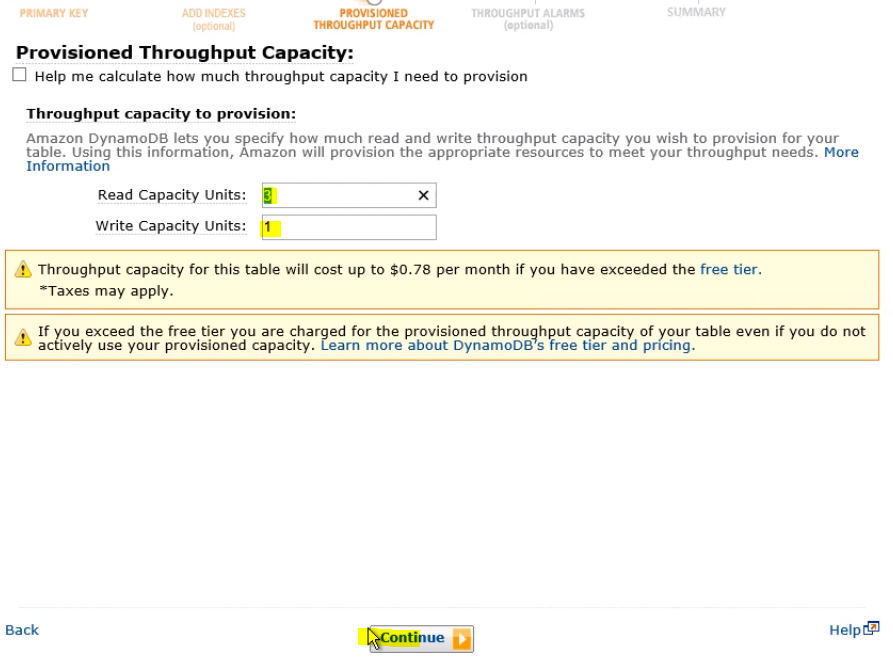 PRIMARY KEY
ADD INDEXES
(optional)
PROVISIONED
THROUGHPUT CAPACITY
THROUGHPUT ALARMS
(optional)
SUMMARY
Provisioned Throughput Capacity:
Help me calculate how much throughput capacity I need to provision
Throughput capacity to provision:
Amazon DynamoDB lets you specify how much read and write throughput capacity you wish to provision for your
table. Using this information, Amazon will provision the appropriate resources to meet your throughput needs. More
Information
Read Capacity Units: 3
Write Capacity Units: 1
Throughput capacity for this table will cost up to $0.78 per month if you have exceeded the free tier.
*Taxes may apply.
If you exceed the free tier you are charged for the provisioned throughput capacity of your table even if you do not
actively use your provisioned capacity. Learn more about DynamoDB's free tier and pricing.
Back
Continue
Help